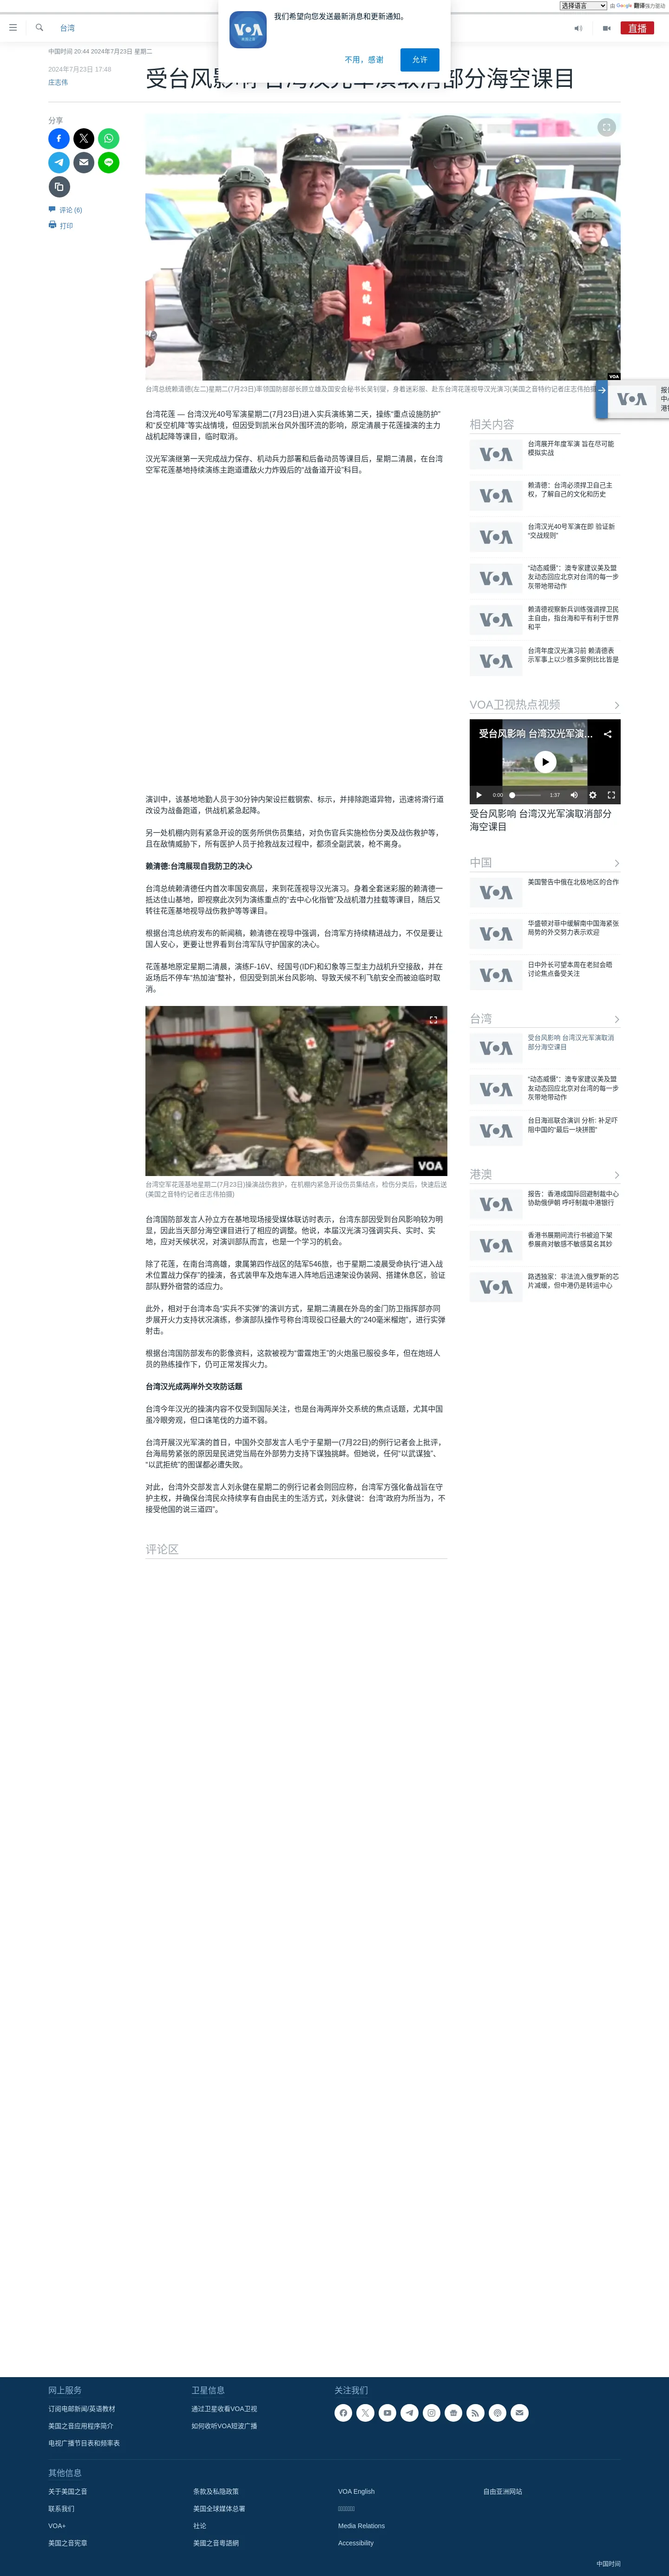 选择语言
由 Google 翻译强力驱动
我们希望向您发送最新消息和更新通知。
不用，感谢
允许
台湾
直播
中国时间 20:44 2024年7月23日 星期二
2024年7月23日 17:48
庄志伟
受台风影响 台湾汉光军演取消部分海空课目
分享
评论 (6)
打印
台湾总统赖清德(左二)星期二(7月23日)率领国防部部长顾立雄及国安会秘书长吴钊燮，身着迷彩服、赴东台湾花莲视导汉光演习(美国之音特约记者庄志伟拍摄
台湾花莲 — 台湾汉光40号军演星期二(7月23日)进入实兵演练第二天，操练“重点设施防护”
和“反空机降”等实战情境，但因受到凯米台风外围环流的影响，原定清晨于花莲操演的主力
战机起降等课目，临时取消。
汉光军演继第一天完成战力保存、机动兵力部署和后备动员等课目后，星期二清晨，在台湾
空军花莲基地持续演练主跑道遭敌火力炸毁后的“战备道开设”科目。
演训中，该基地地勤人员于30分钟内架设拦截钢索、标示，并排除跑道异物，迅速将滑行道
改设为战备跑道，供战机紧急起降。
另一处机棚内则有紧急开设的医务所供伤员集结，对负伤官兵实施检伤分类及战伤救护等，
且在敌情威胁下，所有医护人员于抢救战友过程中，都须全副武装，枪不离身。
赖清德:台湾展现自我防卫的决心
台湾总统赖清德任内首次率国安高层，来到花莲视导汉光演习。身着全套迷彩服的赖清德一
抵达佳山基地，即视察此次列为演练重点的“去中心化指管”及战机潜力挂载等课目，随后又
转往花莲基地视导战伤救护等等课目。
根据台湾总统府发布的新闻稿，赖清德在视导中强调，台湾军方持续精进战力，不仅是要让
国人安心，更要让世界看到台湾军队守护国家的决心。
花莲基地原定星期二清晨，演练F-16V、经国号(IDF)和幻象等三型主力战机升空接敌，并在
返场后不停车“热加油”整补，但因受到凯米台风影响、导致天候不利飞航安全而被迫临时取
消。
VOA
台湾空军花莲基地星期二(7月23日)操演战伤救护，在机棚内紧急开设伤员集结点，检伤分类后，快速后送
(美国之音特约记者庄志伟拍摄)
台湾国防部发言人孙立方在基地现场接受媒体联访时表示，台湾东部因受到台风影响较为明
显，因此当天部分海空课目进行了相应的调整。他说，本届汉光演习强调实兵、实时、实
地，应对天候状况，对演训部队而言，也是一个学习的机会。
除了花莲，在南台湾高雄，隶属第四作战区的陆军546旅，也于星期二凌晨受命执行“进入战
术位置战力保存”的操演，各式装甲车及炮车进入阵地后迅速架设伪装网、搭建休息区，验证
部队野外宿营的适应力。
此外，相对于台湾本岛“实兵不实弹”的演训方式，星期二清晨在外岛的金门防卫指挥部亦同
步展开火力支持状况演练，参演部队操作号称台湾现役口径最大的“240毫米榴炮”，进行实弹
射击。
根据台湾国防部发布的影像资料，这款被视为“雷霆炮王”的火炮虽已服役多年，但在炮班人
员的熟练操作下，仍可正常发挥火力。
台湾汉光成两岸外交攻防话题
台湾今年汉光的操演内容不仅受到国际关注，也是台海两岸外交系统的焦点话题，尤其中国
虽冷眼旁观，但口诛笔伐的力道不弱。
台湾开展汉光军演的首日，中国外交部发言人毛宁于星期一(7月22日)的例行记者会上批评，
台海局势紧张的原因是民进党当局在外部势力支持下谋独挑衅。但她说，任何“以武谋独”、
“以武拒统”的图谋都必遭失败。
对此，台湾外交部发言人刘永健在星期二的例行记者会则回应称，台湾军方强化备战旨在守
护主权，并确保台湾民众持续享有自由民主的生活方式，刘永健说：台湾“政府为所当为，不
接受他国的说三道四”。
评论区
相关内容
台湾展开年度军演 旨在尽可能
模拟实战
赖清德：台湾必须捍卫自己主
权，了解自己的文化和历史
台湾汉光40号军演在即 验证新
“交战规则”
“动态威慑”：澳专家建议美及盟
友动态回应北京对台湾的每一步
灰带地带动作
赖清德视察新兵训练强调捍卫民
主自由，指台海和平有利于世界
和平
台湾年度汉光演习前 赖清德表
示军事上以少胜多案例比比皆是
VOA卫视热点视频
受台风影响 台湾汉光军演…
0:00
1:37
受台风影响 台湾汉光军演取消部分
海空课目
中国
美国警告中俄在北极地区的合作
华盛顿对菲中缓解南中国海紧张
局势的外交努力表示欢迎
日中外长可望本周在老挝会晤
讨论焦点备受关注
台湾
受台风影响 台湾汉光军演取消
部分海空课目
“动态威慑”：澳专家建议美及盟
友动态回应北京对台湾的每一步
灰带地带动作
台日海巡联合演训 分析: 补足吓
阻中国的“最后一块拼图”
港澳
报告：香港成国际回避制裁中心
协助俄伊朝 呼吁制裁中港银行
香港书展期间流行书被迫下架
参展商对敏感不敏感莫名其妙
路透独家：非法流入俄罗斯的芯
片减缓，但中港仍是转运中心
网上服务
订阅电邮新闻/英语教材
美国之音应用程序简介
电视广播节目表和频率表
卫星信息
通过卫星收看VOA卫视
如何收听VOA短波广播
关注我们
其他信息
关于美国之音
联系我们
VOA+
美国之音宪章
条款及私隐政策
美国全球媒体总署
社论
美國之音粵語網
VOA English
Media Relations
Accessibility
自由亚洲网站
中国时间